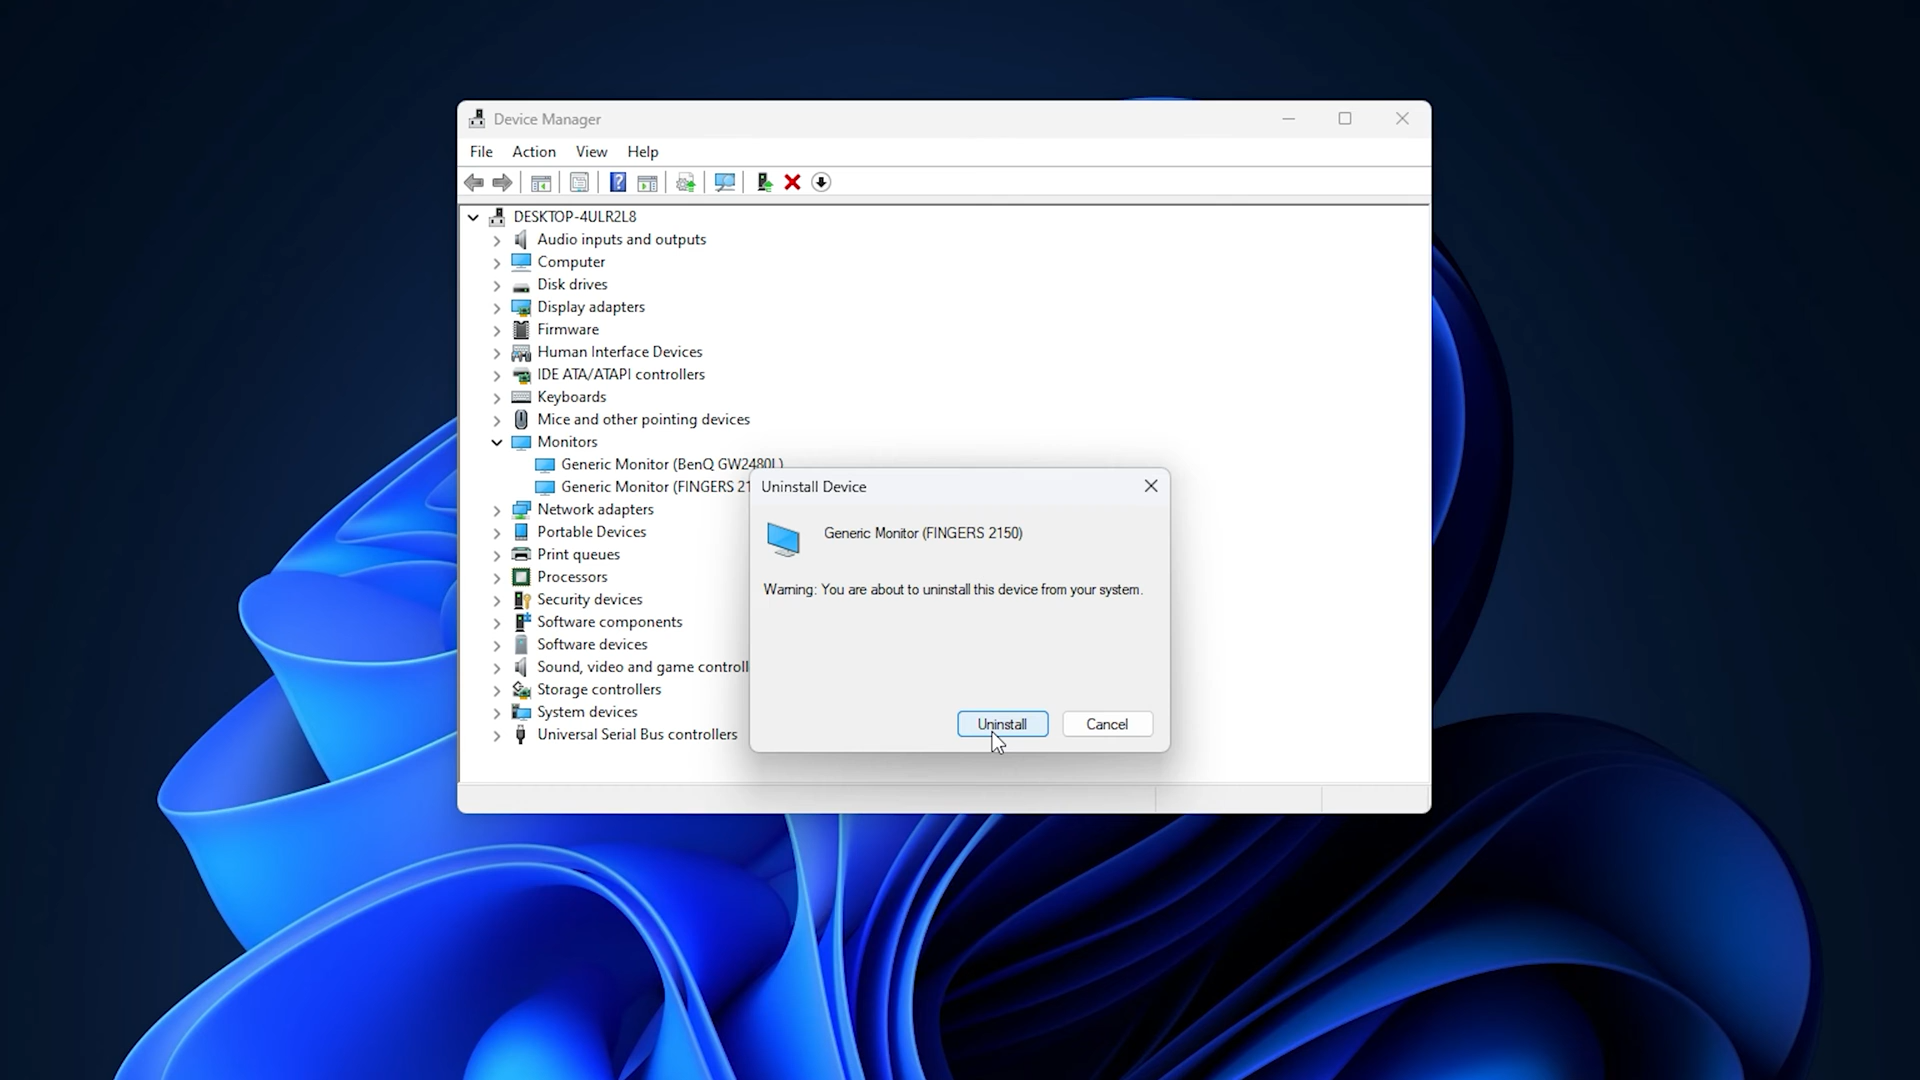 Device Manager
File Action View Help
DESKTOP-4ULR2L8
Audio inputs and outputs
Computer
Disk drives
Display adapters
Firmware
Human Interface Devices
IDE ATA/ATAPI controllers
Keyboards
Mice and other pointing devices
Monitors
Generic Monitor (BenQ GW2480L)
Generic Monitor (FINGERS 21
Network adapters
Portable Devices
Print queues
Processors
Security devices
Software components
Software devices
Sound, video and game controll
Storage controllers
System devices
Universal Serial Bus controllers
Uninstall Device
Generic Monitor (FINGERS 2150)
Warning: You are about to uninstall this device from your system.
Uninstall Cancel